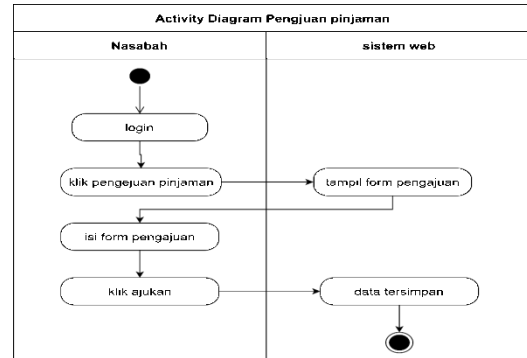 Activity Diagram Pengjuan pinjaman
Nasabah
sistem web
login
klik pengejuan pinjaman
tampil form pengajuan
isi form pengajuan
klik ajukan
data tersimpan